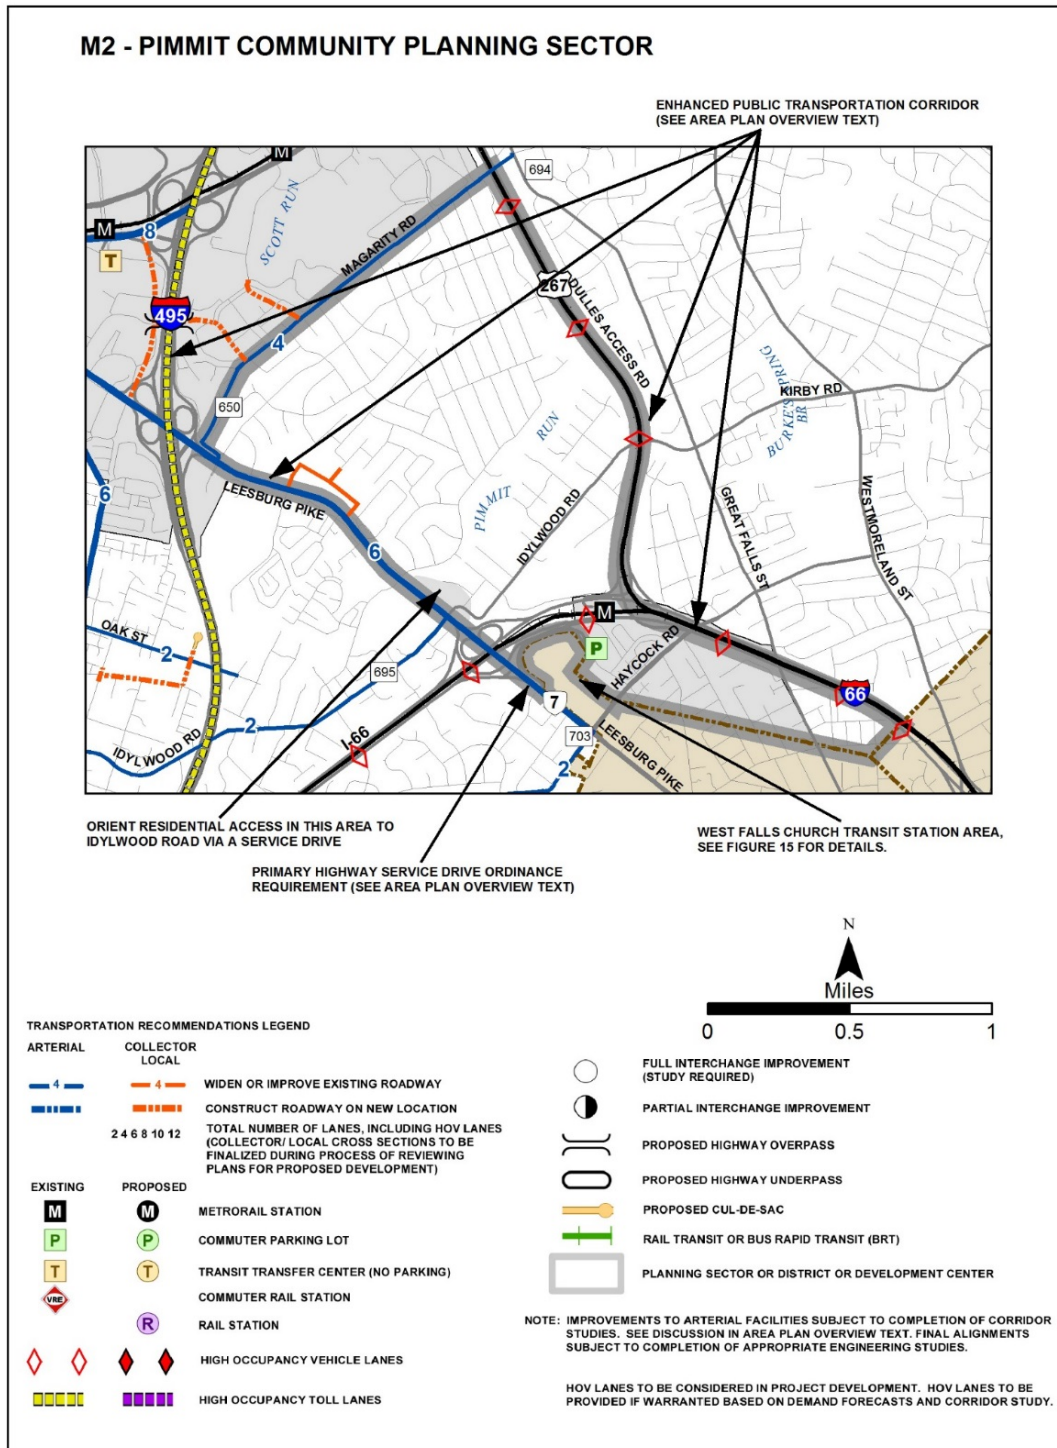 M2 - PIMMIT COMMUNITY PLANNING SECTOR
ENHANCED PUBLIC TRANSPORTATION CORRIDOR
(SEE AREA PLAN OVERVIEW TEXT)
M
694
M
8
T
SCOTT RUN
MAGARITY RD
267
DULLES ACCESS RD
495
4
BURKE'S SPRING
BR
KIRBY RD
650
RUN
PIMMIT
LEESBURG PIKE
6
6
IDYLWOOD RD
GREAT FALLS ST
WESTMORELAND ST
M
OAK ST
2
P
HAYCOCK RD
695
66
7
2
IDYLWOOD RD
I-66
703
LEESBURG PIKE
2
ORIENT RESIDENTIAL ACCESS IN THIS AREA TO
IDYLWOOD ROAD VIA A SERVICE DRIVE
WEST FALLS CHURCH TRANSIT STATION AREA,
SEE FIGURE 15 FOR DETAILS.
PRIMARY HIGHWAY SERVICE DRIVE ORDINANCE
REQUIREMENT (SEE AREA PLAN OVERVIEW TEXT)
N
Miles
0 0.5 1
TRANSPORTATION RECOMMENDATIONS LEGEND
ARTERIAL COLLECTOR
LOCAL
4 4 WIDEN OR IMPROVE EXISTING ROADWAY
CONSTRUCT ROADWAY ON NEW LOCATION
2 4 6 8 10 12 TOTAL NUMBER OF LANES, INCLUDING HOV LANES
(COLLECTOR/ LOCAL CROSS SECTIONS TO BE
FINALIZED DURING PROCESS OF REVIEWING
PLANS FOR PROPOSED DEVELOPMENT)
EXISTING PROPOSED
M M METRORAIL STATION
P P COMMUTER PARKING LOT
T T TRANSIT TRANSFER CENTER (NO PARKING)
VRE COMMUTER RAIL STATION
R RAIL STATION
HIGH OCCUPANCY VEHICLE LANES
HIGH OCCUPANCY TOLL LANES
FULL INTERCHANGE IMPROVEMENT
(STUDY REQUIRED)
PARTIAL INTERCHANGE IMPROVEMENT
PROPOSED HIGHWAY OVERPASS
PROPOSED HIGHWAY UNDERPASS
PROPOSED CUL-DE-SAC
RAIL TRANSIT OR BUS RAPID TRANSIT (BRT)
PLANNING SECTOR OR DISTRICT OR DEVELOPMENT CENTER
NOTE: IMPROVEMENTS TO ARTERIAL FACILITIES SUBJECT TO COMPLETION OF CORRIDOR
STUDIES. SEE DISCUSSION IN AREA PLAN OVERVIEW TEXT. FINAL ALIGNMENTS
SUBJECT TO COMPLETION OF APPROPRIATE ENGINEERING STUDIES.
HOV LANES TO BE CONSIDERED IN PROJECT DEVELOPMENT. HOV LANES TO BE
PROVIDED IF WARRANTED BASED ON DEMAND FORECASTS AND CORRIDOR STUDY.